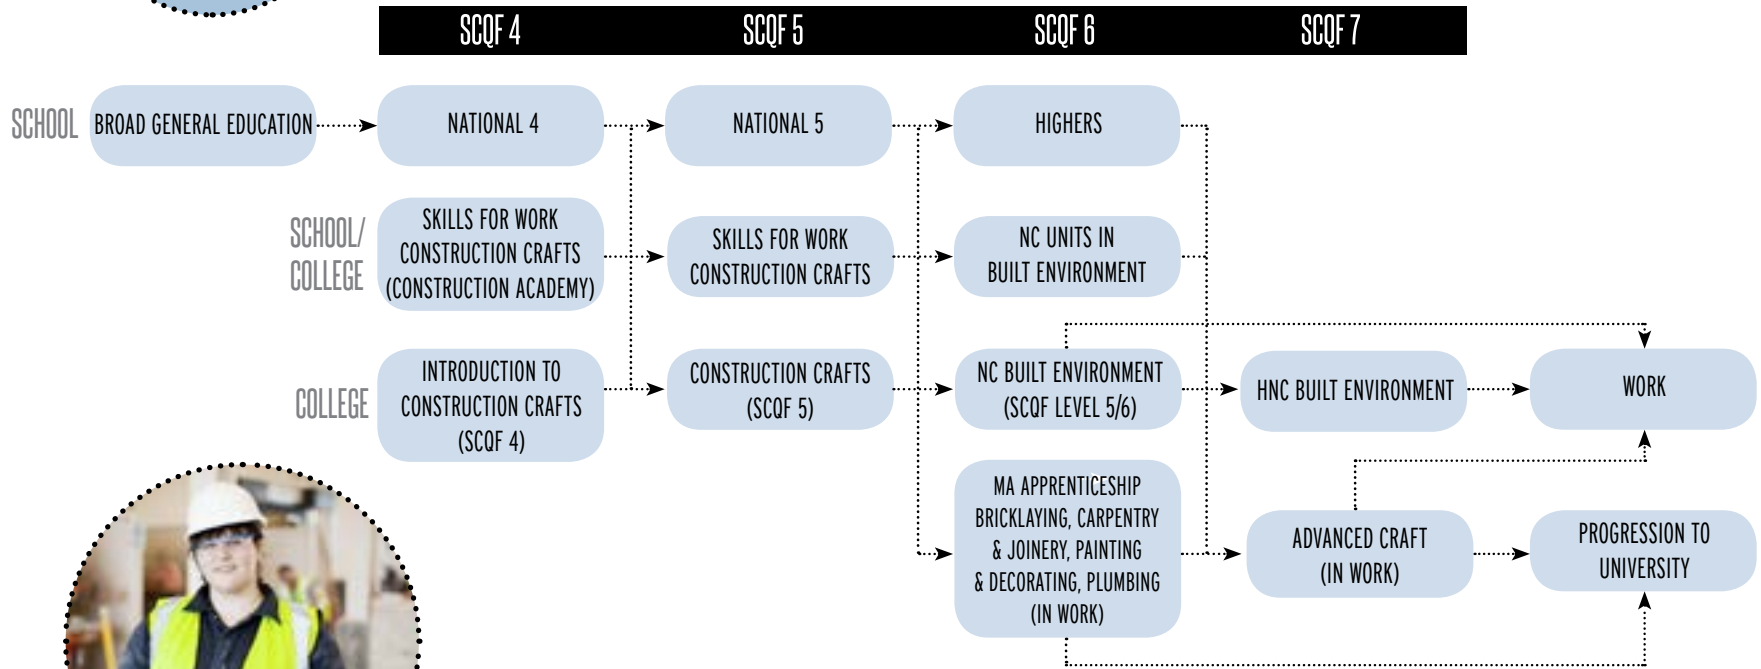 SCQF 4
SCQF 5
SCQF 6
SCQF 7
SCHOOL
BROAD GENERAL EDUCATION
NATIONAL 4
NATIONAL 5
HIGHERS
SCHOOL/
COLLEGE
SKILLS FOR WORK
CONSTRUCTION CRAFTS
(CONSTRUCTION ACADEMY)
SKILLS FOR WORK
CONSTRUCTION CRAFTS
NC UNITS IN
BUILT ENVIRONMENT
COLLEGE
INTRODUCTION TO
CONSTRUCTION CRAFTS
(SCQF 4)
CONSTRUCTION CRAFTS
(SCQF 5)
NC BUILT ENVIRONMENT
(SCQF LEVEL 5/6)
HNC BUILT ENVIRONMENT
WORK
MA APPRENTICESHIP
BRICKLAYING, CARPENTRY
& JOINERY, PAINTING
& DECORATING, PLUMBING
(IN WORK)
ADVANCED CRAFT
(IN WORK)
PROGRESSION TO
UNIVERSITY